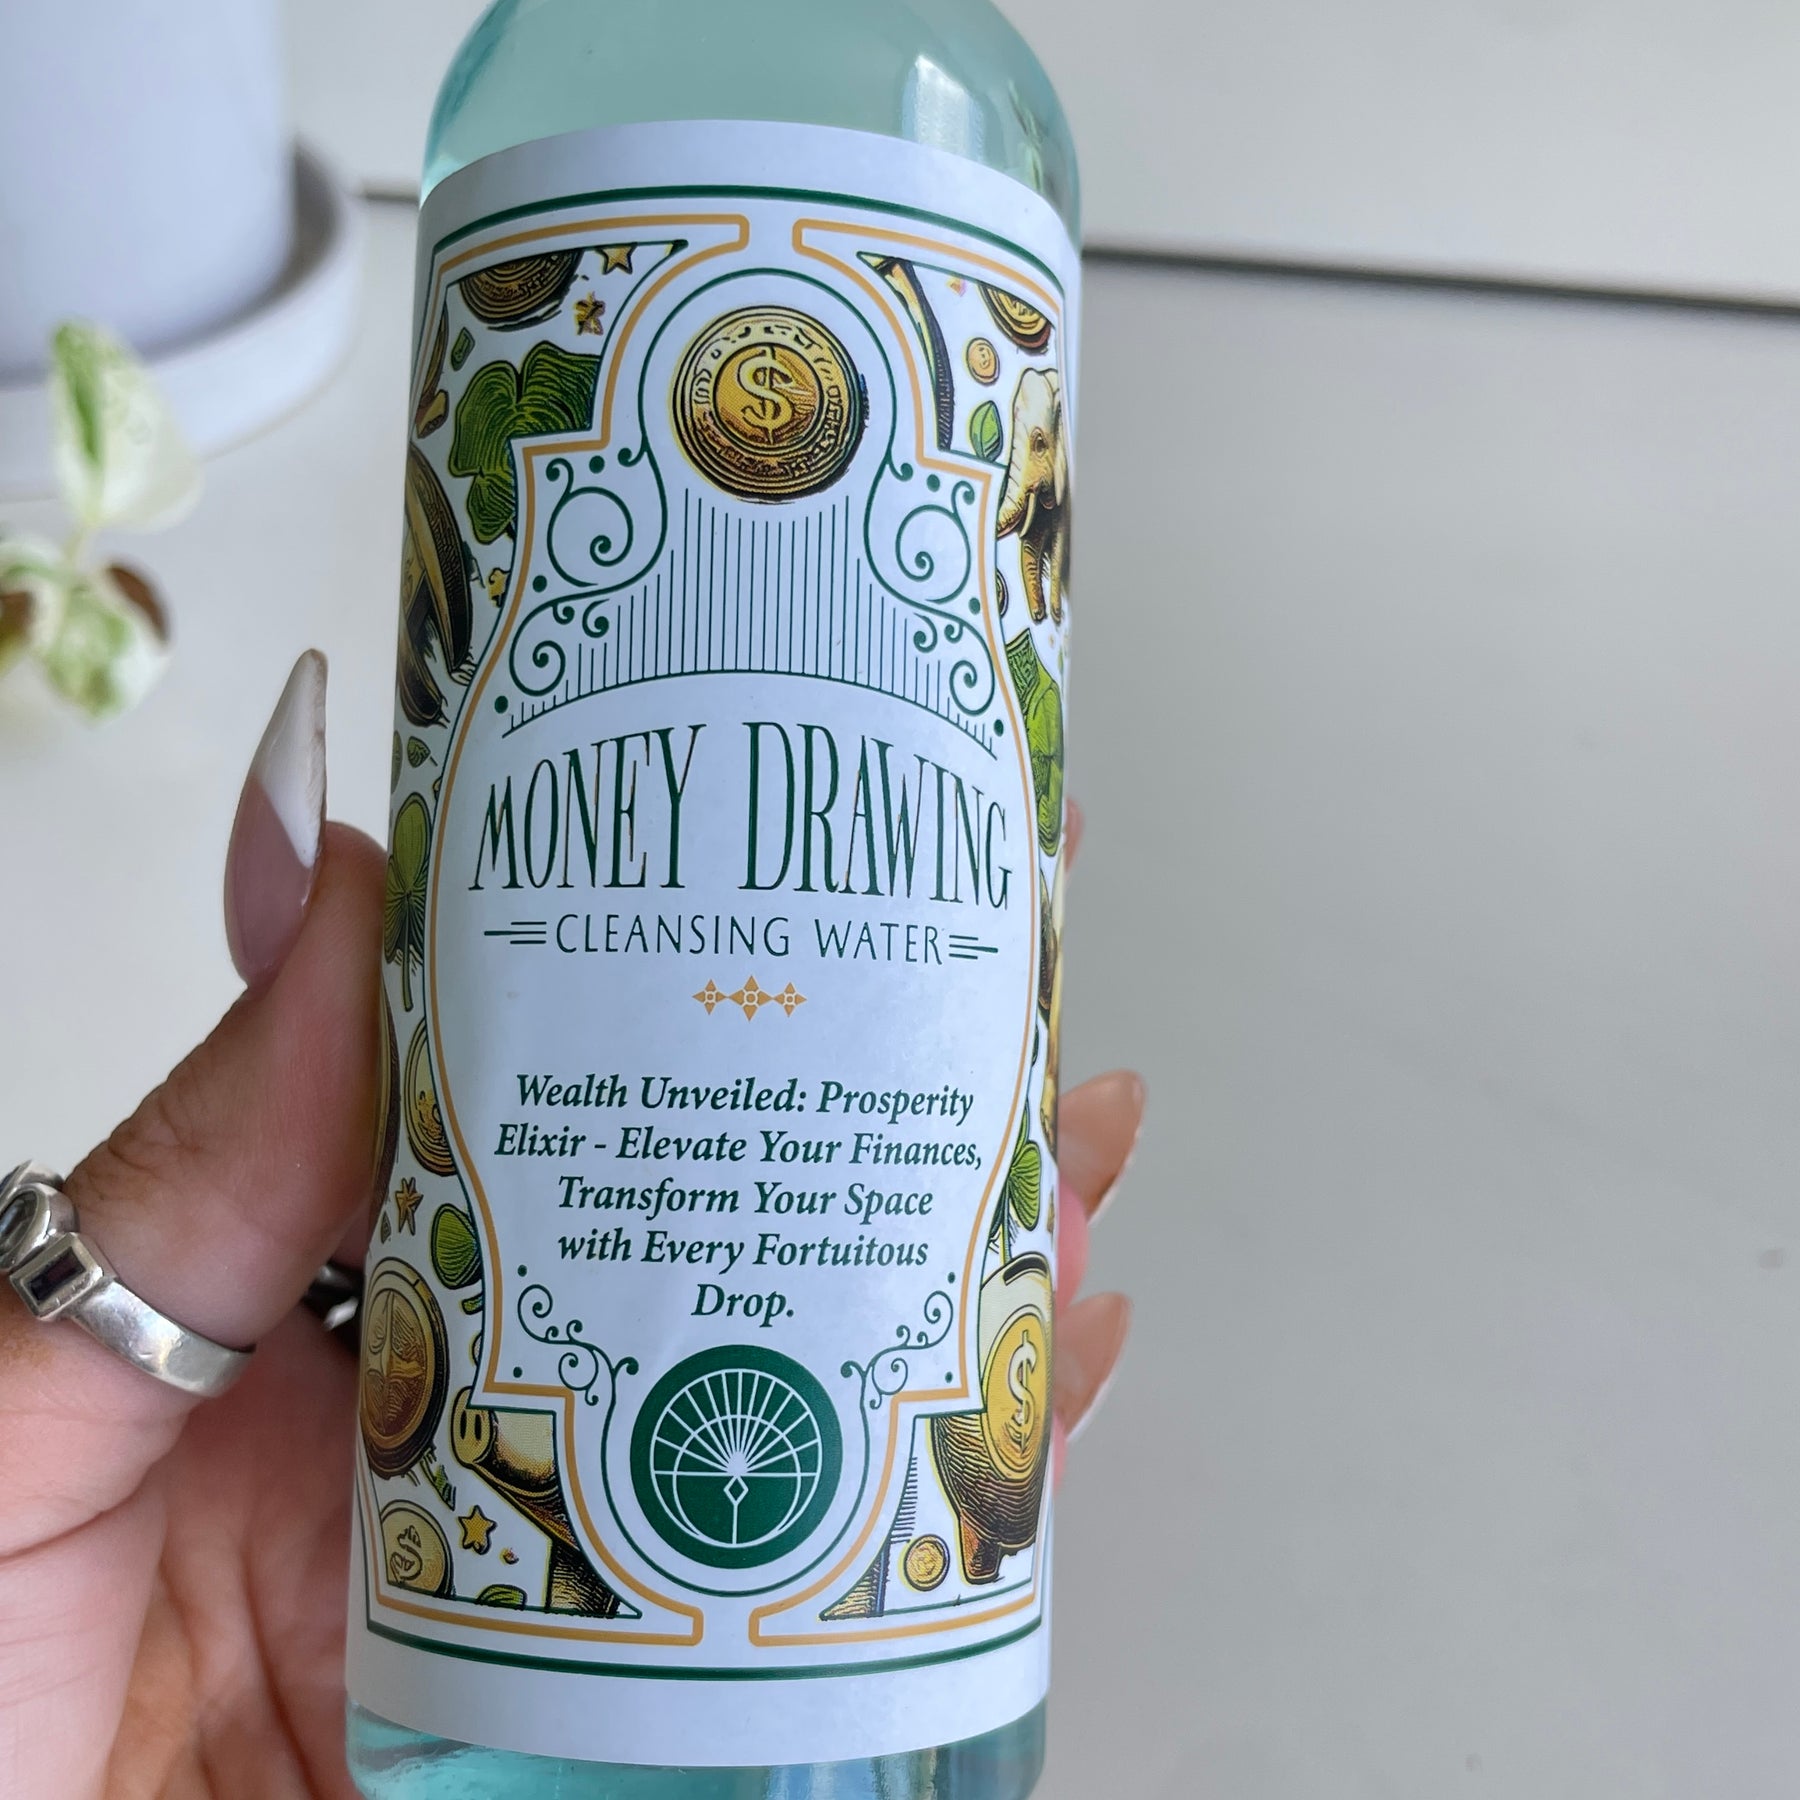 $
MONEY DRAWING
CLEANSING WATER
Wealth Unveiled: Prosperity
Elixir - Elevate Your Finances,
Transform Your Space
with Every Fortuitous
Drop.
$
$